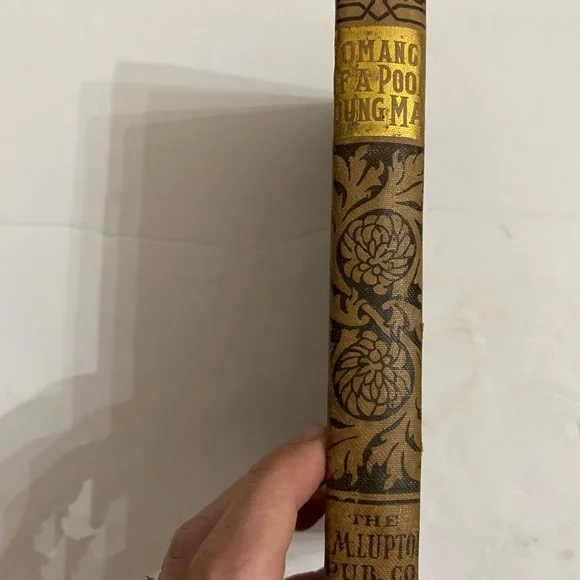 OMANC
F A POO
OUNG MA
THE
M. LUPTO
PUB. CO